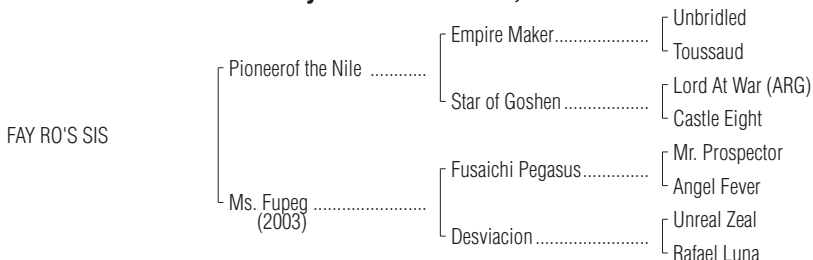 Unbridled
Empire Maker....................
Toussaud
Pioneerof the Nile ............
Lord At War (ARG)
Star of Goshen ..................
Castle Eight
FAY RO'S SIS
Mr. Prospector
Fusaichi Pegasus..............
Angel Fever
Ms. Fupeg ........................
(2003)
Unreal Zeal
Desviacion ........................
Rafael Luna